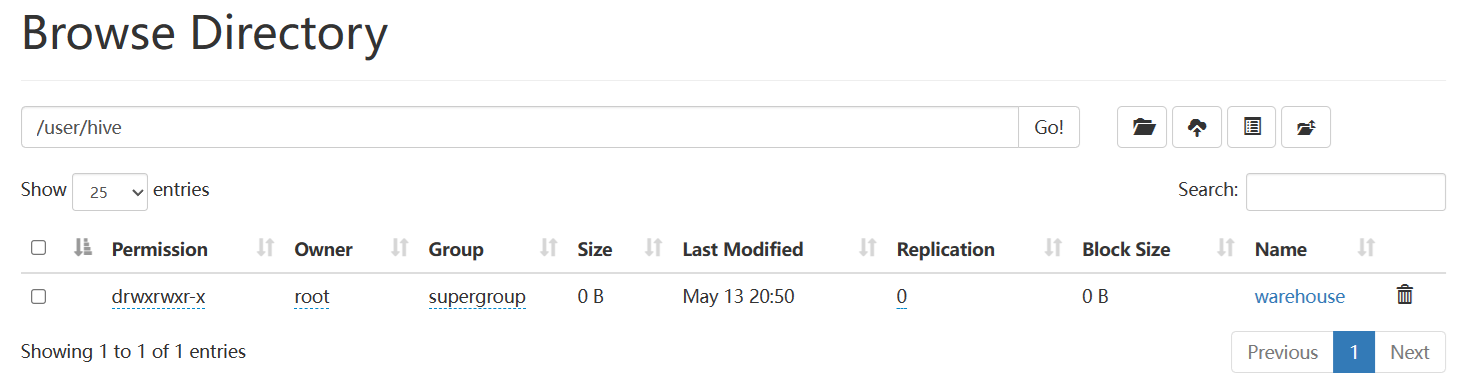 Browse Directory
/user/hive Go!
Show 25 entries Search:
Permission Owner Group Size Last Modified Replication Block Size Name
drwxrwxr-x root supergroup 0 B May 13 20:50 0 0 B warehouse
Showing 1 to 1 of 1 entries Previous 1 Next